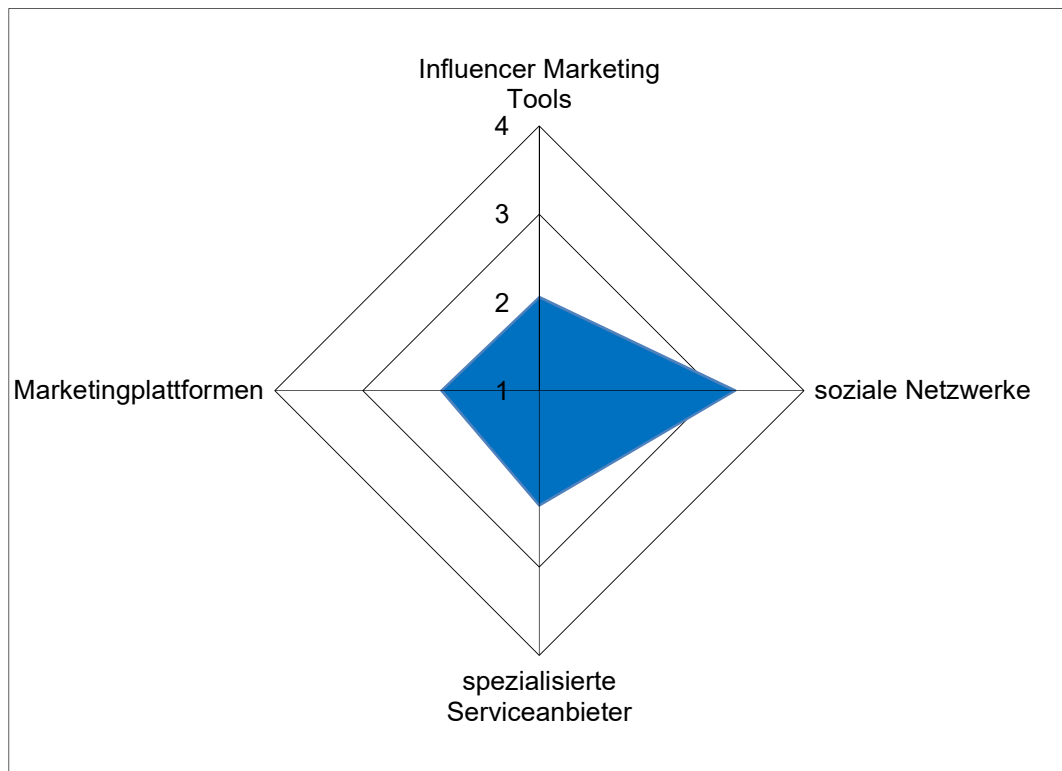 Influencer Marketing
Tools
4
3
2
Marketingplattformen
1
soziale Netzwerke
spezialisierte
Serviceanbieter